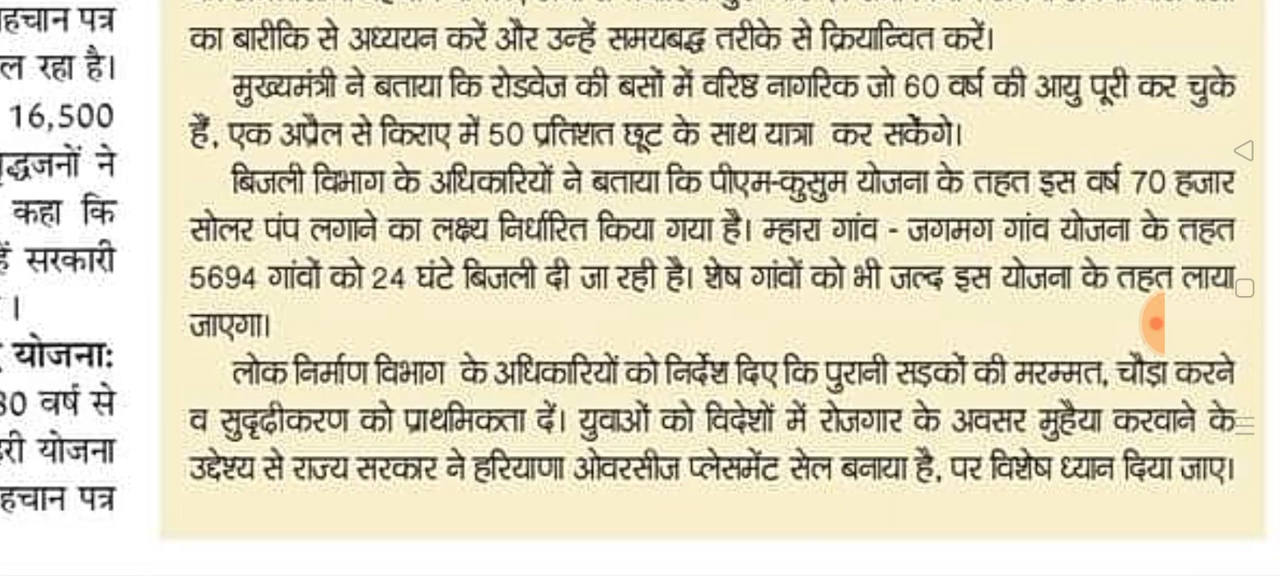 हचान पत्र
ल रहा है।
16,500
द्धजनों ने
कहा कि
हें सरकारी
।
योजना:
80 वर्ष से
री योजना
हचान पत्र
का बारीकि से अध्ययन करें और उन्हें समयबद्ध तरीके से क्रियान्वित करें।
मुख्यमंत्री ने बताया कि रोडवेज की बसों में वरिष्ठ नागरिक जो 60 वर्ष की आयु पूरी कर चुके
हैं, एक अप्रैल से किराए में 50 प्रतिशत छूट के साथ यात्रा कर सकेंगे।
बिजली विभाग के अधिकारियों ने बताया कि पीएम-कुसुम योजना के तहत इस वर्ष 70 हजार
सोलर पंप लगाने का लक्ष्य निर्धारित किया गया है। म्हारा गांव - जगमग गांव योजना के तहत
5694 गांवों को 24 घंटे बिजली दी जा रही है। शेष गांवों को भी जल्द इस योजना के तहत लाया
जाएगा।
लोक निर्माण विभाग के अधिकारियों को निर्देश दिए कि पुरानी सड़कों की मरम्मत, चौड़ा करने
व सुदृढ़ीकरण को प्राथमिकता दें। युवाओं को विदेशों में रोजगार के अवसर मुहैया करवाने के
उद्देश्य से राज्य सरकार ने हरियाणा ओवरसीज प्लेसमेंट सेल बनाया है, पर विशेष ध्यान दिया जाए।